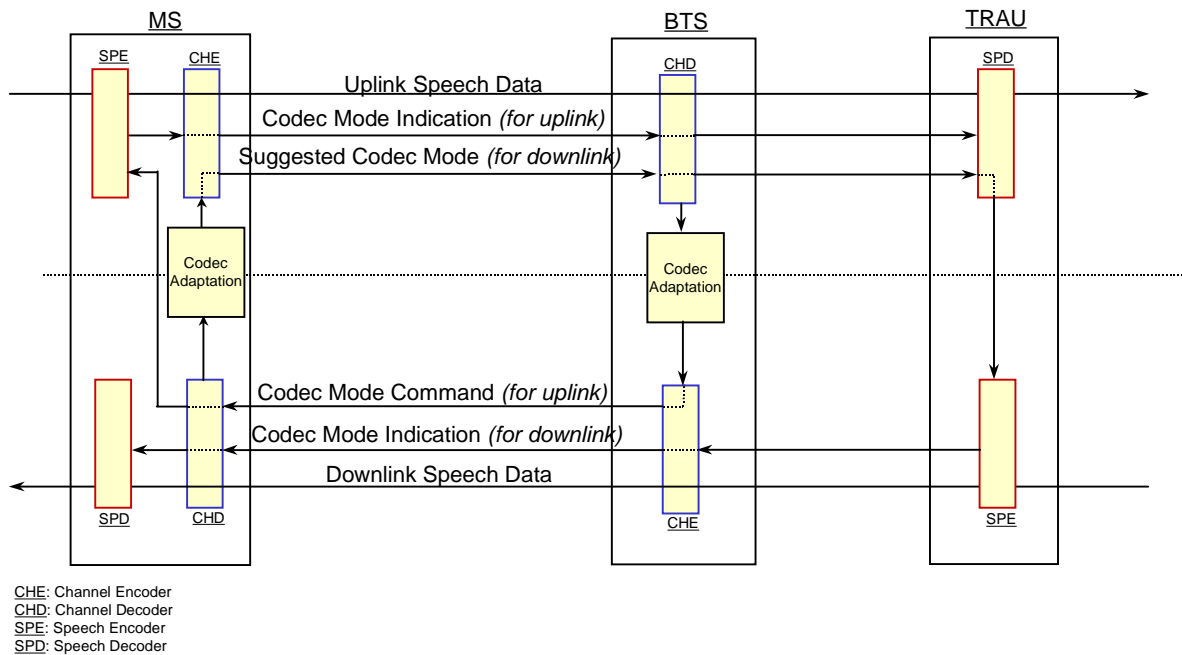 MS
BTS
TRAU
SPE
CHE
CHD
SPD
Uplink Speech Data
Codec Mode Indication (for uplink)
Suggested Codec Mode (for downlink)
Codec
Adaptation
Codec
Adaptation
Codec Mode Command (for uplink)
Codec Mode Indication (for downlink)
Downlink Speech Data
SPD
CHD
CHE
SPE
CHE: Channel Encoder
CHD: Channel Decoder
SPE: Speech Encoder
SPD: Speech Decoder